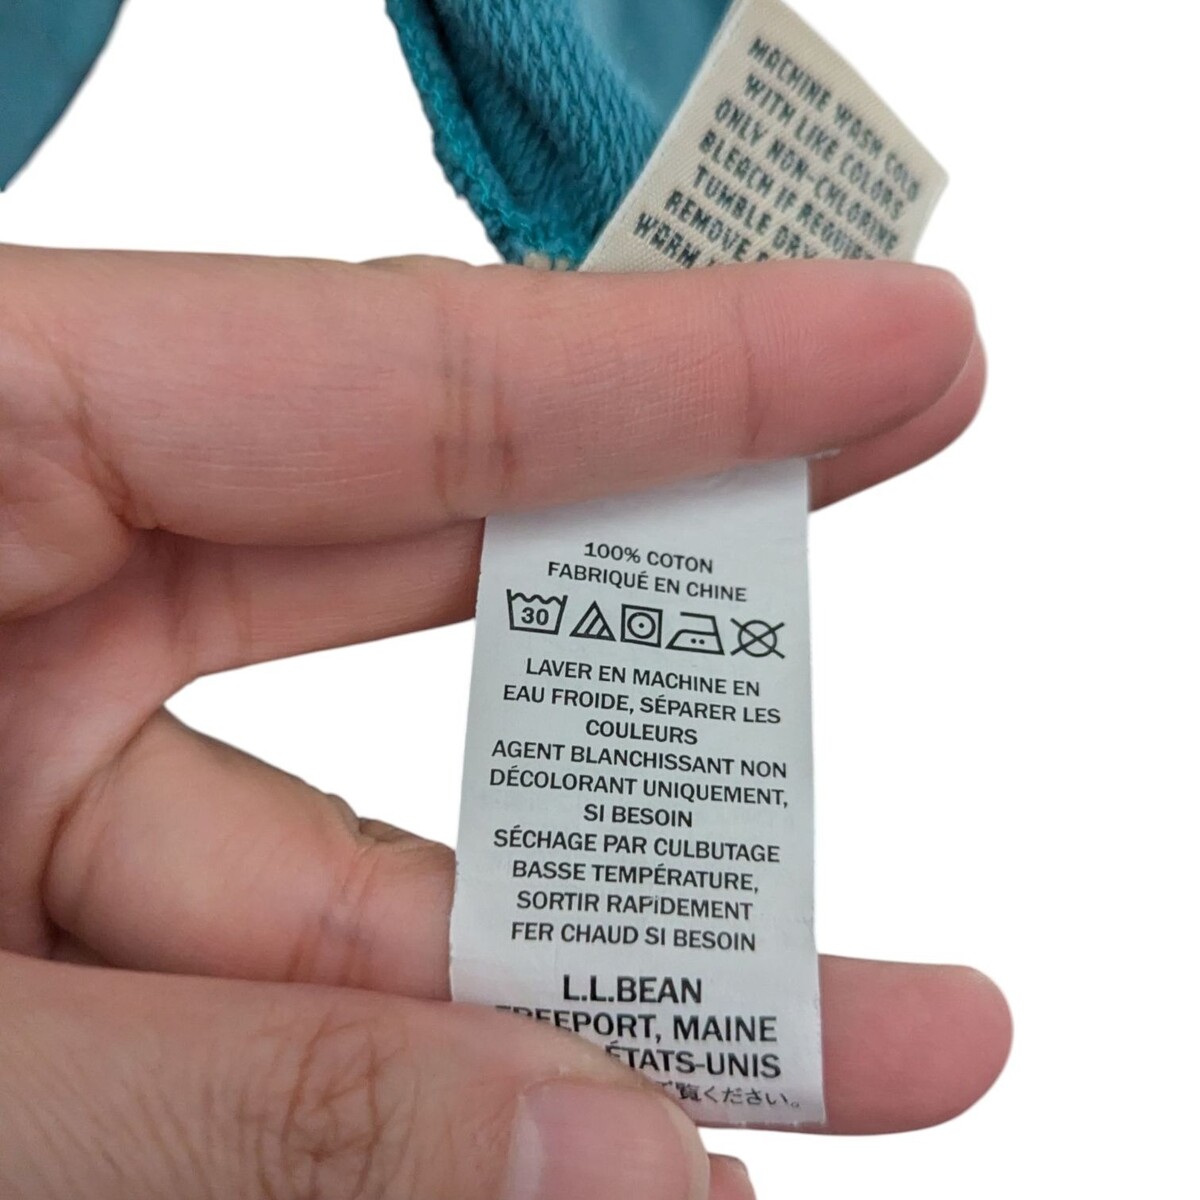 MACHINE WASH COLD
WITH LIKE COLORS
ONLY NON-CHLORINE
BLEACH IF REQUIRED
TUMBLE DRY
REMOVE
WARM
100% COTON
FABRIQUÉ EN CHINE
30
LAVER EN MACHINE EN
EAU FROIDE, SÉPARER LES
COULEURS
AGENT BLANCHISSANT NON
DÉCOLORANT UNIQUEMENT,
SI BESOIN
SÉCHAGE PAR CULBUTAGE
BASSE TEMPÉRATURE,
SORTIR RAPIDEMENT
FER CHAUD SI BESOIN
L.L.BEAN
FREEPORT, MAINE
ÉTATS-UNIS
ご覧ください。